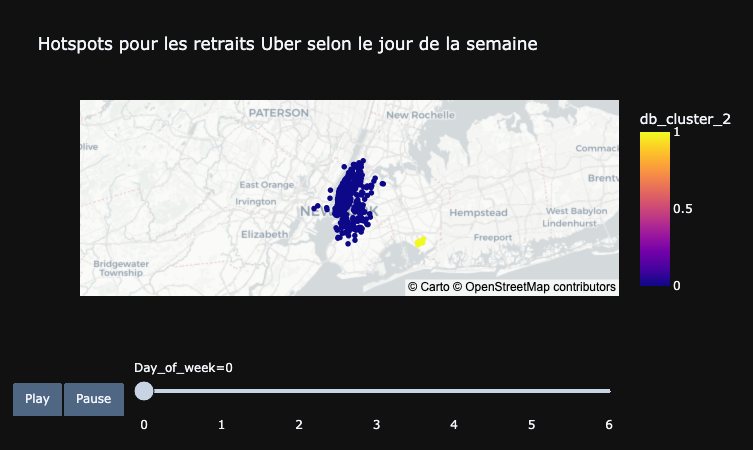 Hotspots pour les retraits Uber selon le jour de la semaine
PATERSON
New Rochelle
db_cluster_2
1
Commack
East Orange
Brentw
Irvington
0.5
NEW YORK
Hempstead
West Babylon
Lindenhurst
Elizabeth
Freeport
Bridgewater
Township
0
© Carto © OpenStreetMap contributors
Day_of_week=0
Play
Pause
0 1 2 3 4 5 6